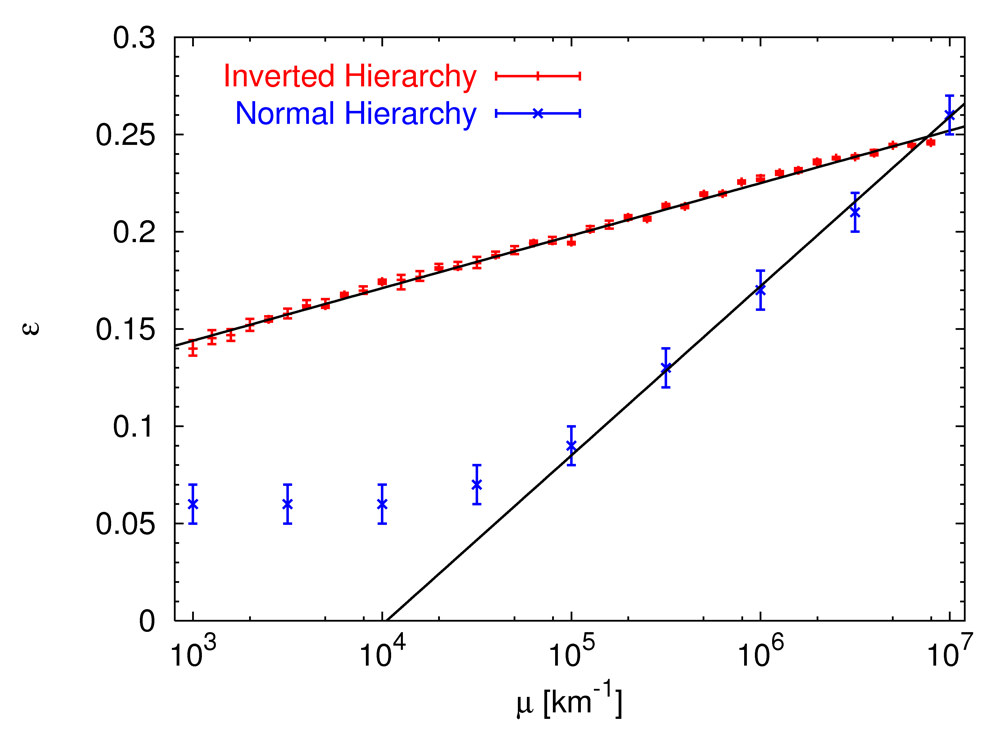 0.3
Inverted Hierarchy
Normal Hierarchy
0.25
0.2
0.15
0.1
0.05
0
ε
10³ 10⁴ 10⁵ 10⁶ 10⁷
μ [km⁻¹]